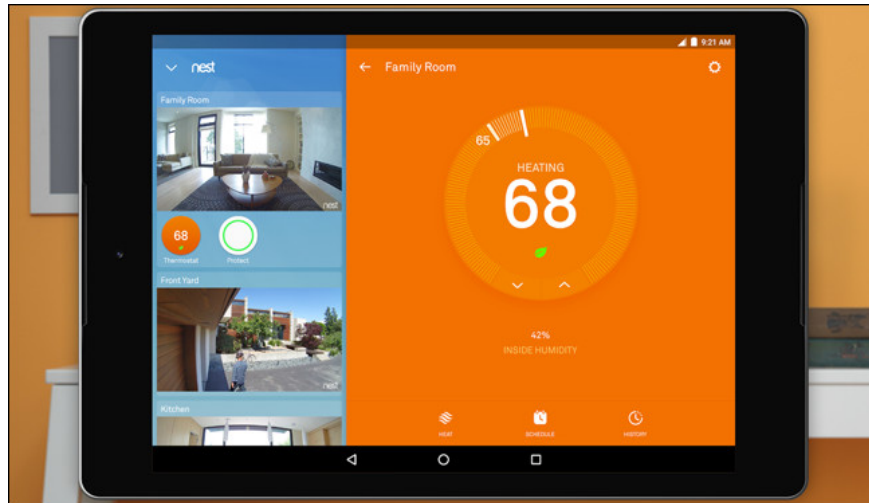 9:21 AM
nest
Family Room
Family Room
nest
68
Thermostat
Protect
Front Yard
nest
Kitchen
65
HEATING
68
42%
INSIDE HUMIDITY
HEAT
SCHEDULE
HISTORY